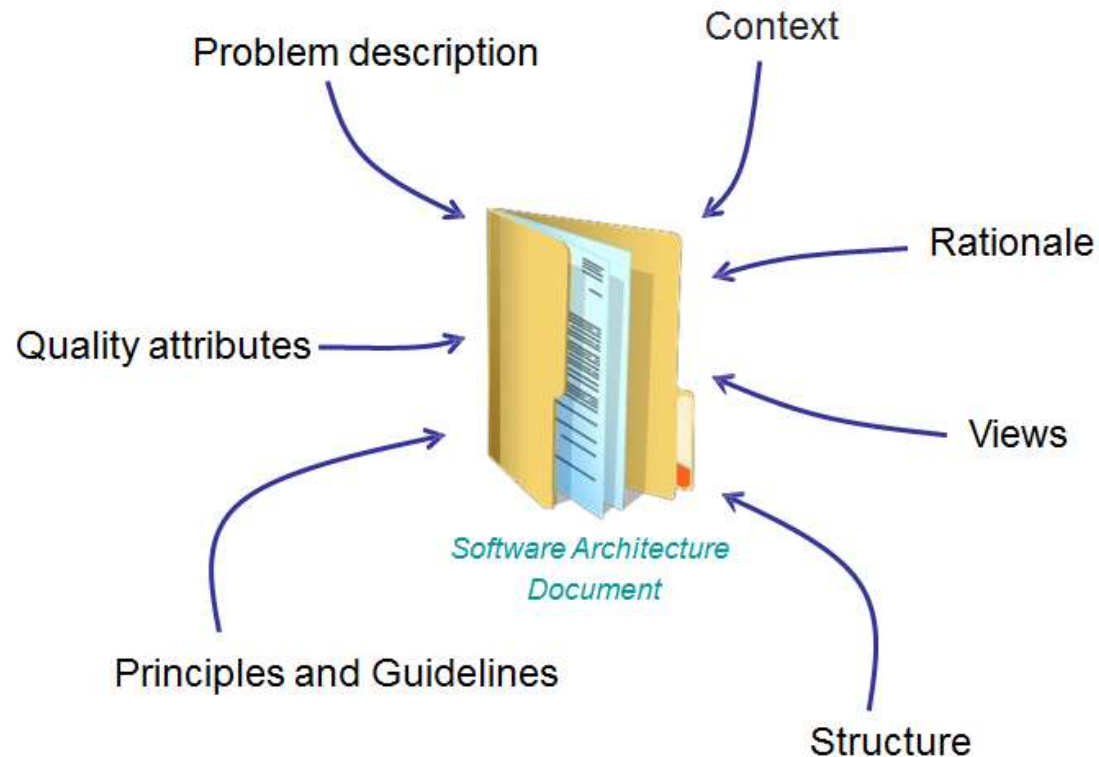 Context
Problem description
Rationale
Quality attributes
Views
Software Architecture
Document
Principles and Guidelines
Structure